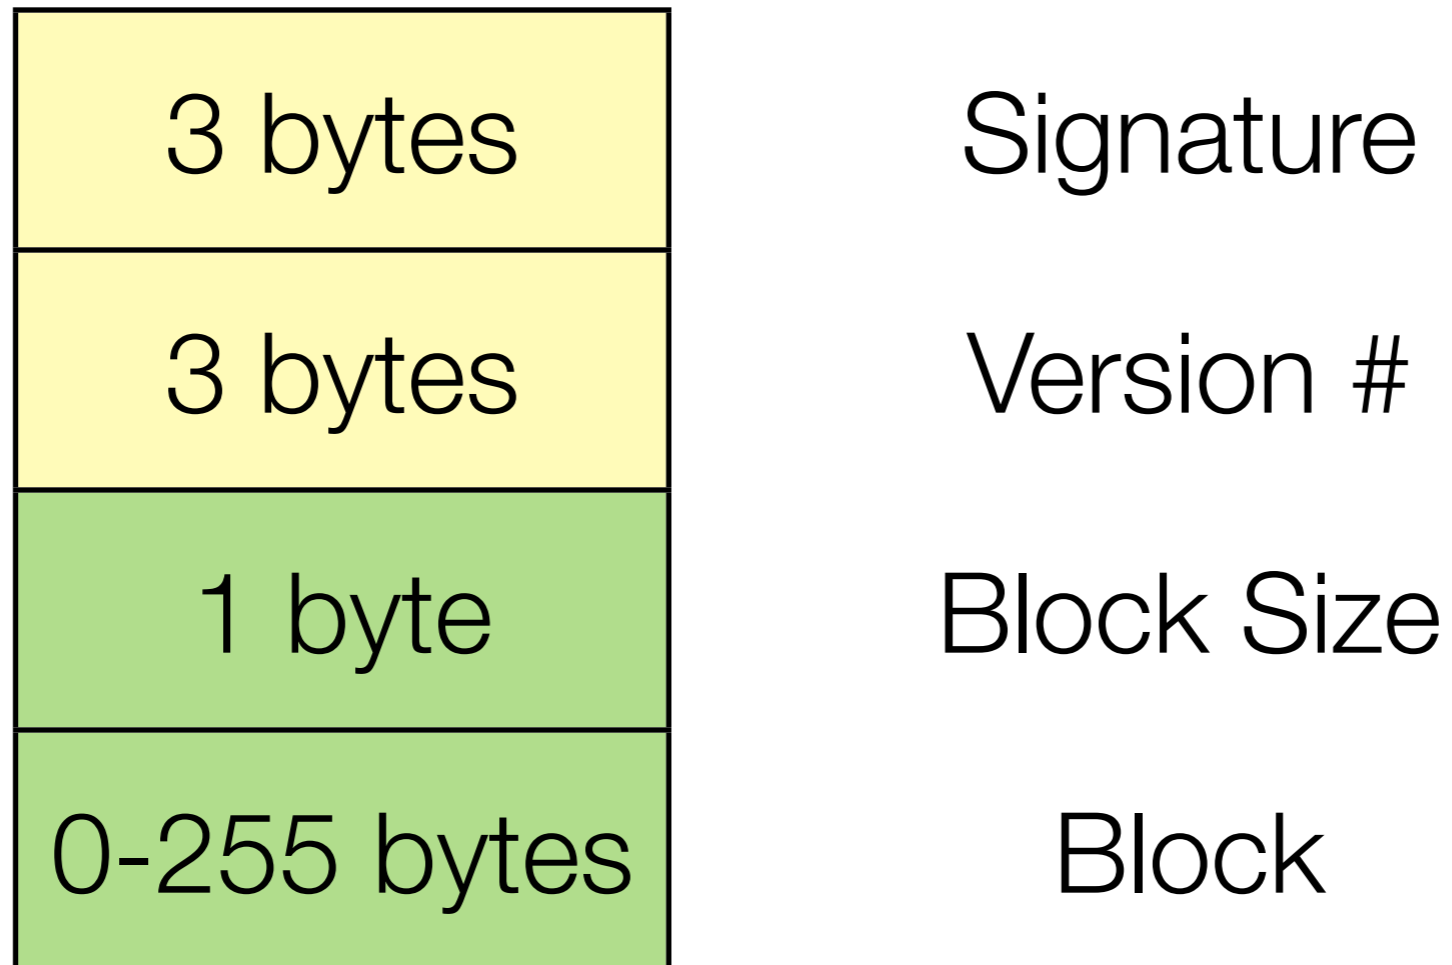 3 bytes Signature
3 bytes Version #
1 byte Block Size
0-255 bytes Block